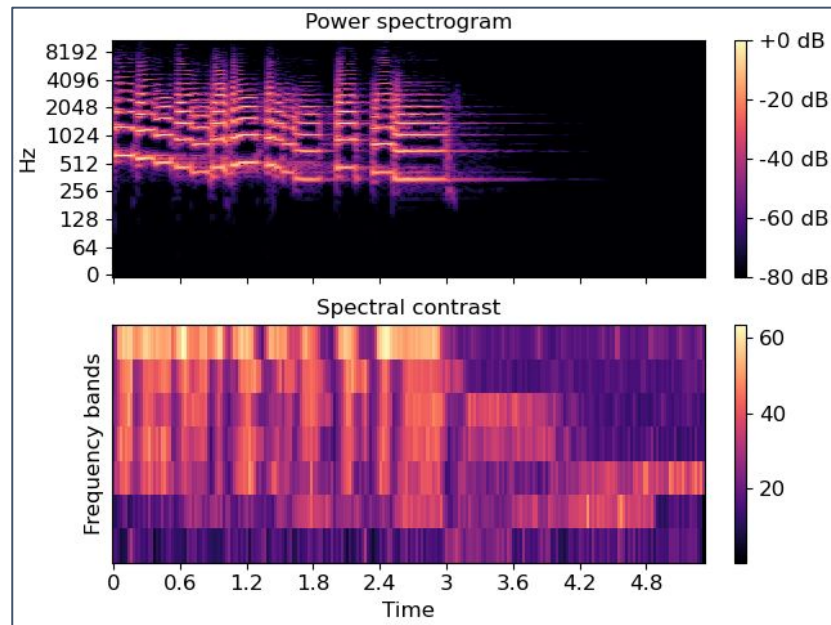 Power spectrogram
8192
4096
2048
1024
512
256
128
64
0
Hz
+0 dB
-20 dB
-40 dB
-60 dB
-80 dB
Spectral contrast
Frequency bands
60
40
20
0
0.6
1.2
1.8
2.4
3
3.6
4.2
4.8
Time